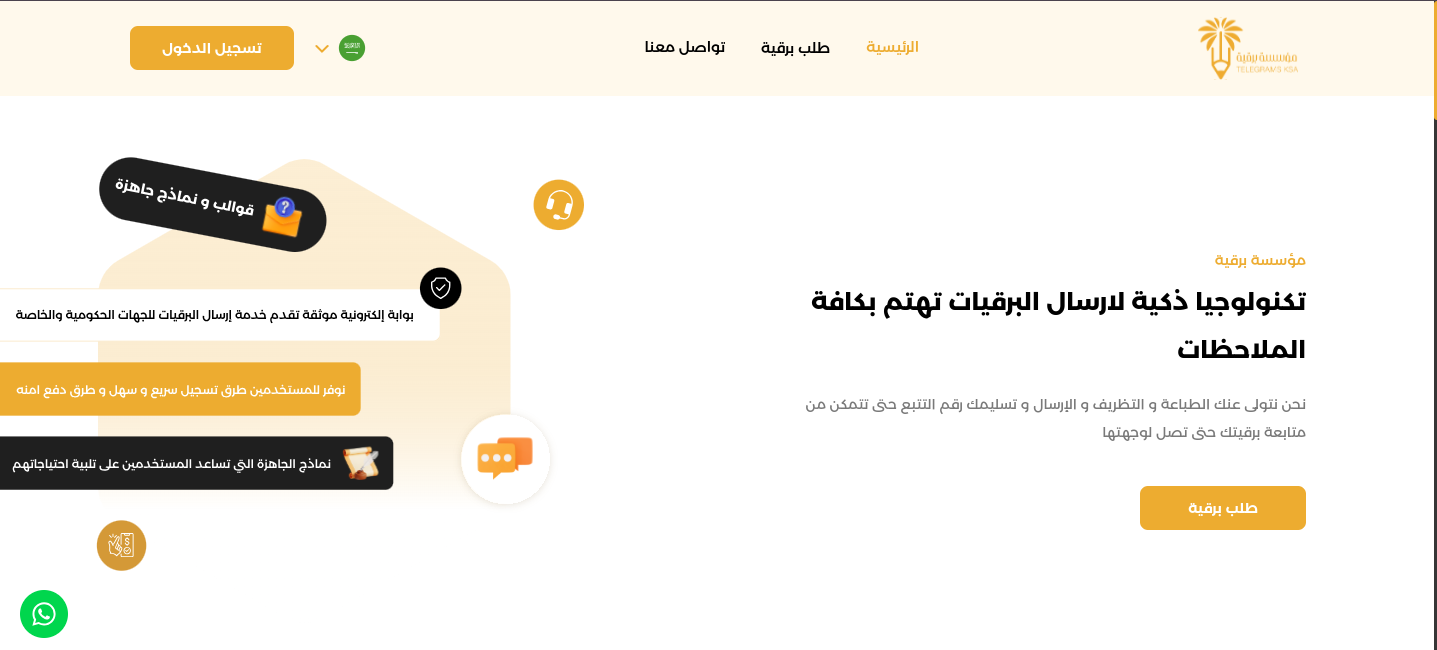 مؤسسة برقية
TELEGRAMS KSA
الرئيسية
طلب برقية
تواصل معنا
تسجيل الدخول
مؤسسة برقية
تكنولوجيا ذكية لارسال البرقيات تهتم بكافة
الملاحظات
نحن نتولى عنك الطباعة و التظريف و الإرسال و تسليمك رقم التتبع حتى تتمكن من
متابعة برقيتك حتى تصل لوجهتها
طلب برقية
قوالب و نماذج جاهزة
بوابة إلكترونية موثقة تقدم خدمة إرسال البرقيات للجهات الحكومية والخاصة
نوفر للمستخدمين طرق تسجيل سريع و سهل و طرق دفع امنه
نماذج الجاهزة التي تساعد المستخدمين على تلبية احتياجاتهم